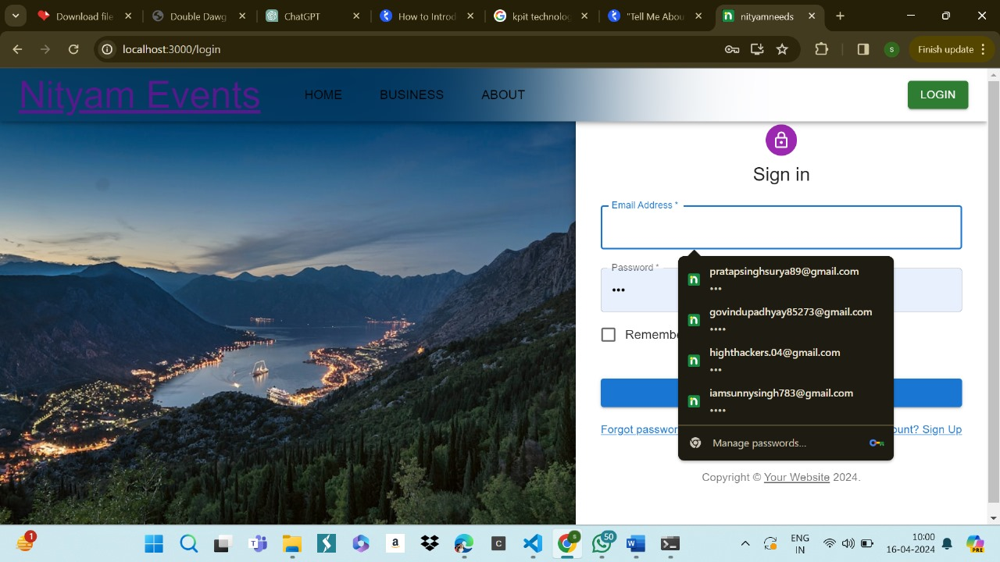 Download file
Double Dawg
ChatGPT
How to Introd
kpit technolog
"Tell Me Abou
nityamneeds
localhost:3000/login
s
Finish update
Nityam Events
HOME
BUSINESS
ABOUT
LOGIN
Sign in
Email Address *
pratapsinghsurya89@gmail.com
•••
Password *
•••
govindupadhyay85273@gmail.com
••••
Rememb
highthackers.04@gmail.com
•••
iamsunnysingh783@gmail.com
••••
Forgot passwor
ount? Sign Up
Manage passwords...
Copyright © Your Website 2024.
1
T
a
C
s
50
W
ENG
IN
10:00
16-04-2024
PRE